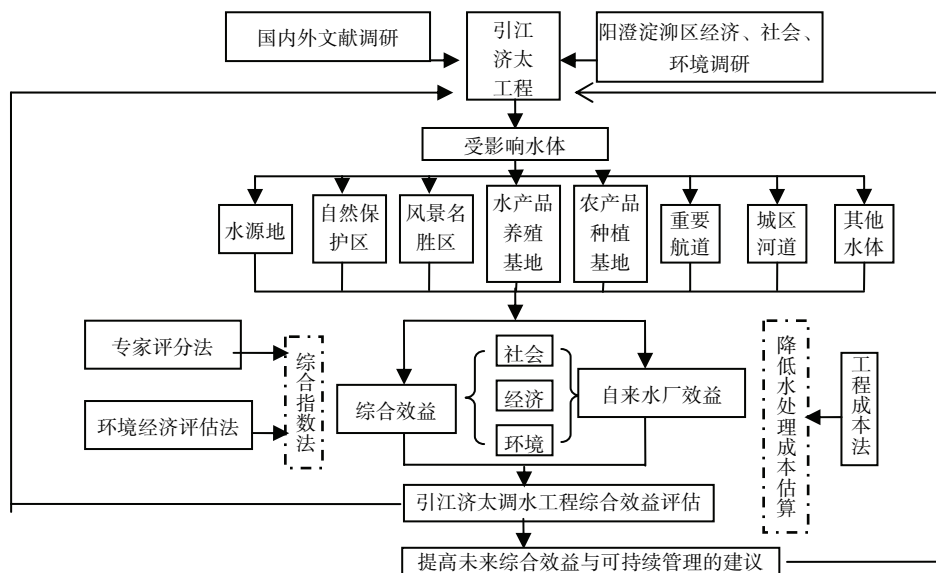 国内外文献调研
引江
济太
工程
阳澄淀泖区经济、社会、
环境调研
受影响水体
水源地
自然保
护区
风景名
胜区
水产品
养殖
基地
农产品
种植
基地
重要
航道
城区
河道
其他
水体
专家评分法
环境经济评估法
综合指数法
综合效益
社会
经济
环境
自来水厂效益
降低水处理成本估算
工程成本法
引江济太调水工程综合效益评估
提高未来综合效益与可持续管理的建议